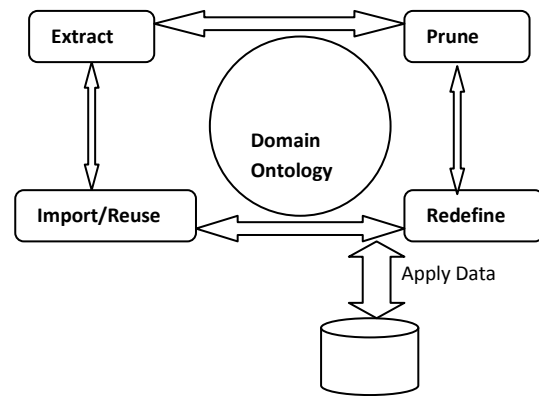 Extract
Prune
Domain
Ontology
Import/Reuse
Redefine
Apply Data